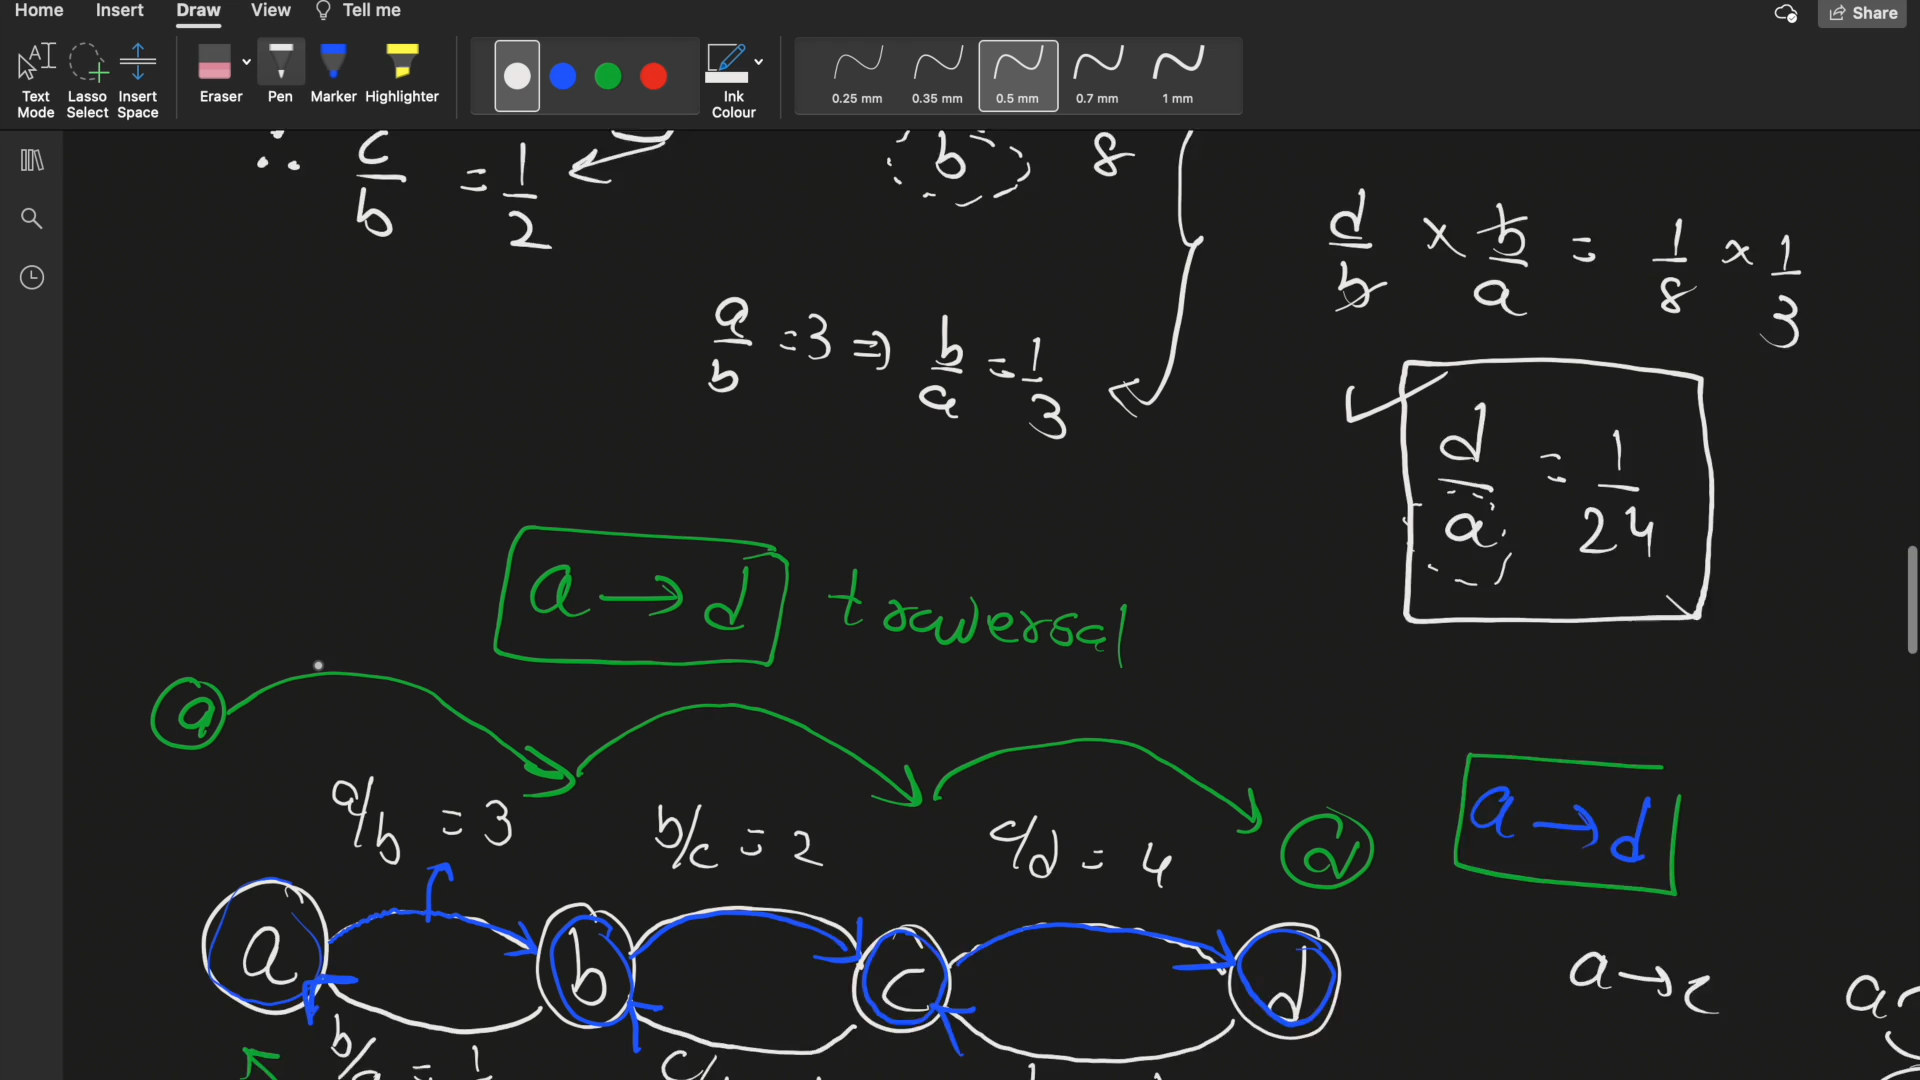 Home Insert Draw View Tell me Share
Text Mode Lasso Select Insert Space Eraser Pen Marker Highlighter Ink Colour 0.25 mm 0.35 mm 0.5 mm 0.7 mm 1 mm
∴ c/b = 1/2
b 8
d/b × b/a = 1/8 × 1/3
a/b = 3 ⇒ b/a = 1/3
d/a = 1/24
a → d traversal
a
a/b = 3 b/c = 2 c/d = 4 d
a → d
a b c d
a → c a
b/a = 1
c/